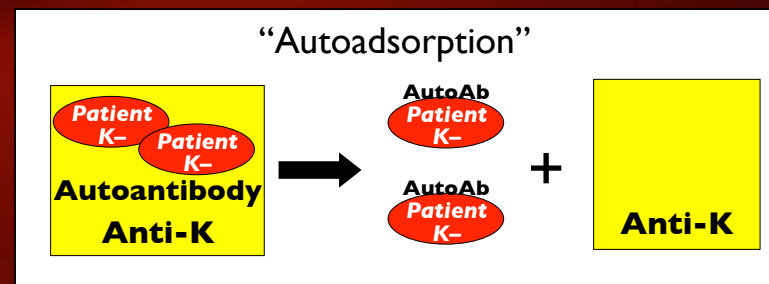 “Autoadsorption”
Patient
K–
Patient
K–
Autoantibody
Anti-K
AutoAb
Patient
K–
AutoAb
Patient
K–
+
Anti-K